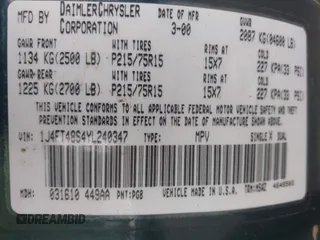 MFD BY DAIMLERCHRYSLER CORPORATION
DATE OF MFR 3-00
GVWR 2087 KG(04600 LB)
GAWR FRONT WITH TIRES RIMS AT COLD
1134 KG(2500 LB) P215/75R15 15X7 227 KPA(33 PSI)
GAWR REAR WITH TIRES RIMS AT COLD
1225 KG(2700 LB) P215/75R15 15X7 227 KPA(33 PSI)
THIS VEHICLE CONFORMS TO ALL APPLICABLE FEDERAL MOTOR VEHICLE SAFETY, BUMPER, AND THEFT PREVENTION
STANDARDS IN EFFECT ON THE DATE OF MANUFACTURE SHOWN ABOVE.
VIN: 1J4FT48S4YL240347 TYPE: MPV SINGLE X DUAL
MDH: 031610 449AA PNT:PG8
VEHICLE MADE IN U.S.A.
DREAMBID